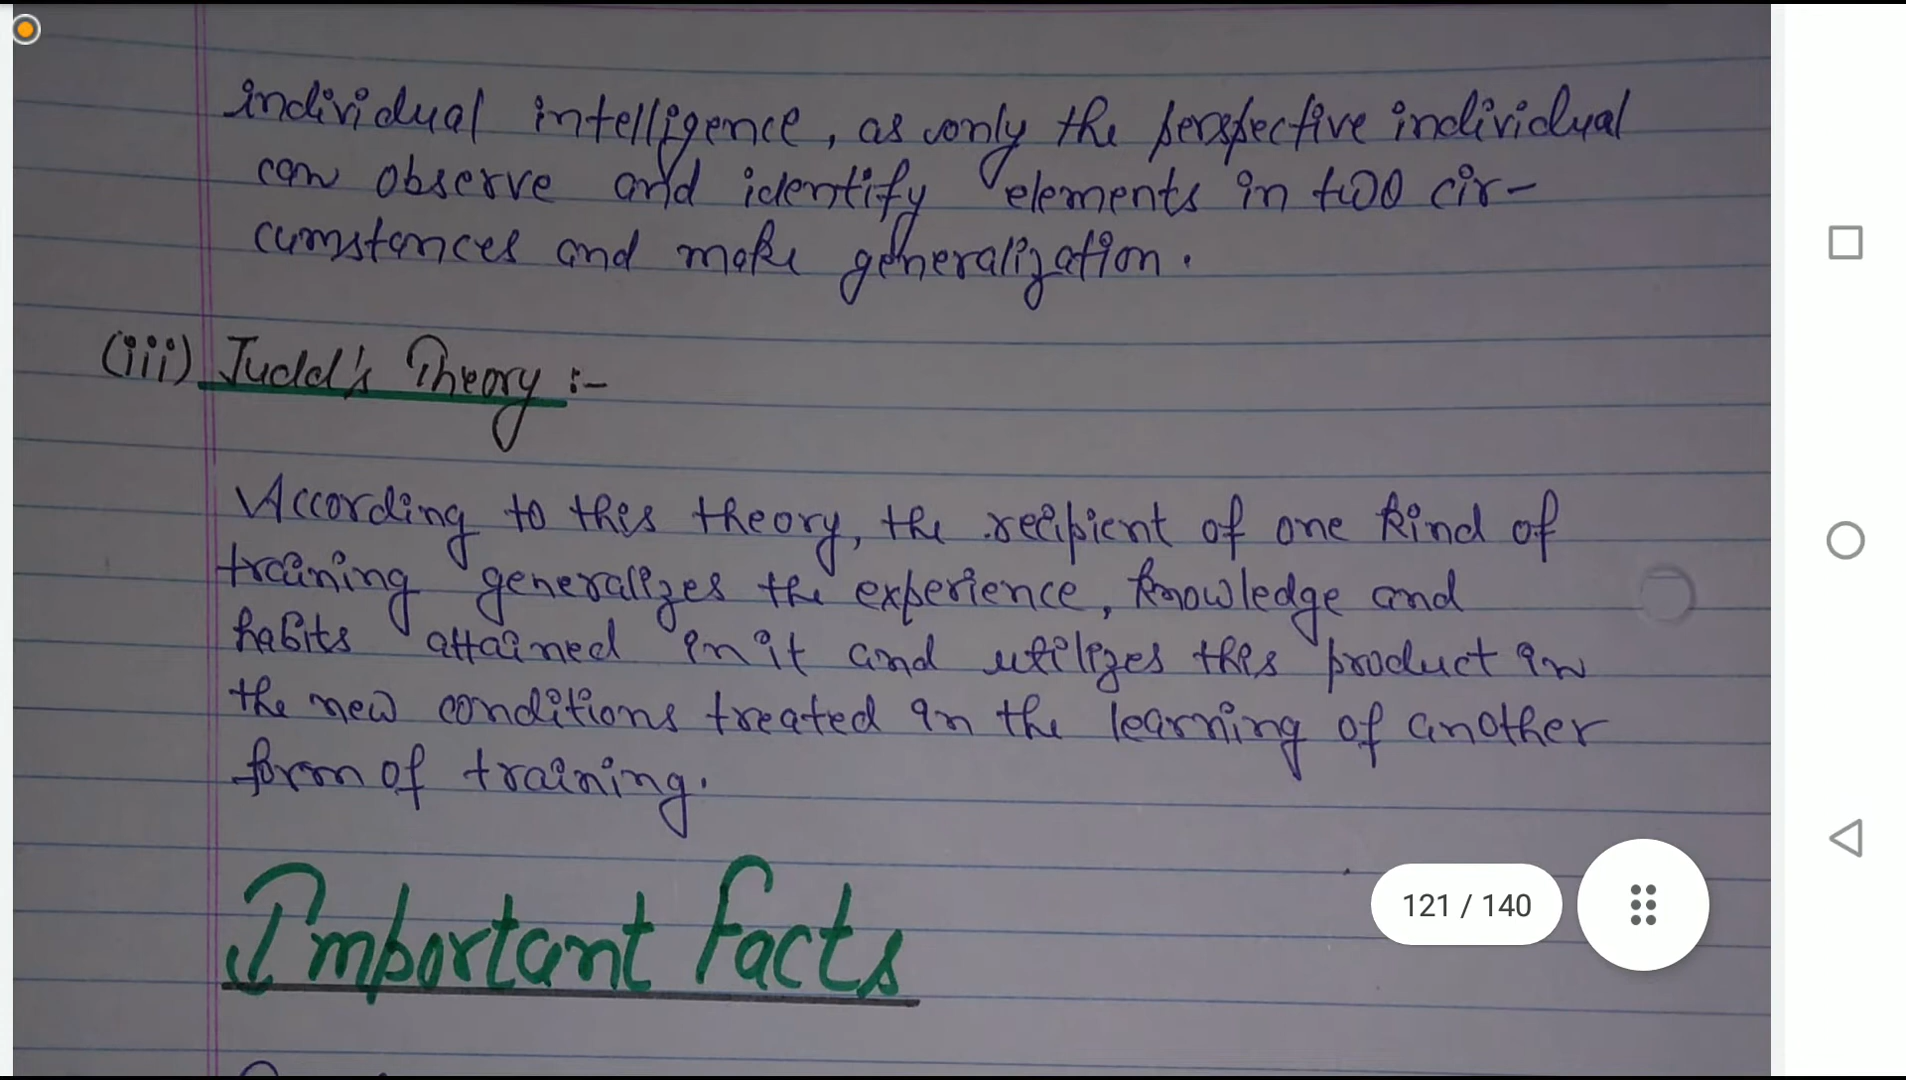 individual intelligence, as only the perspective individual
can observe and identify elements in two cir-
cumstances and make generalization.
(iii) Judd's Theory :-
According to this theory, the recipient of one kind of
training generalizes the experience, knowledge and
habits attained in it and utilizes this product in
the new conditions treated in the learning of another
form of training.
121 / 140
Important Facts